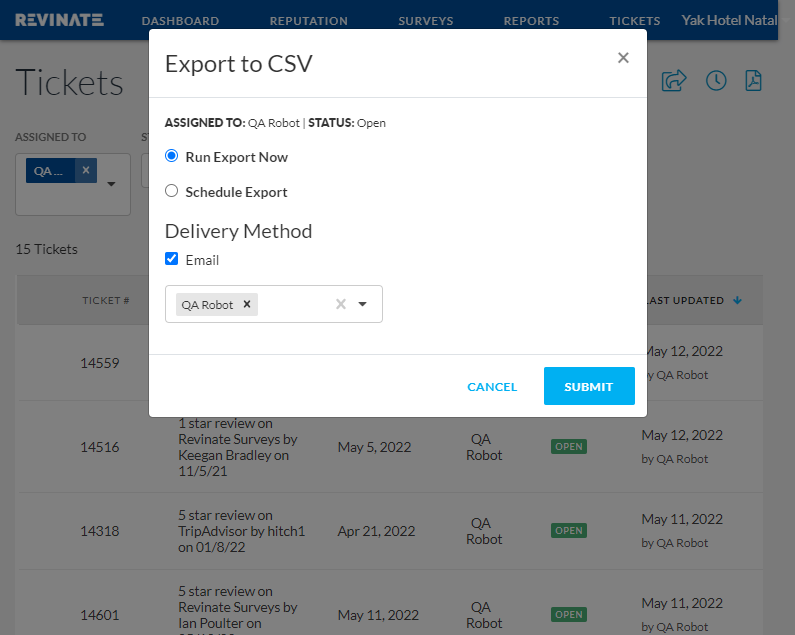 REVINATE DASHBOARD REPUTATION SURVEYS REPORTS TICKETS Yak Hotel Natal
Tickets
Export to CSV ×
ASSIGNED TO
QA ... ×
15 Tickets
ASSIGNED TO: QA Robot | STATUS: Open
Run Export Now
Schedule Export
Delivery Method
Email
QA Robot × ×
CANCEL SUBMIT
TICKET # LAST UPDATED
14559 May 12, 2022
by QA Robot
14516
1 star review on
Revinate Surveys by
Keegan Bradley on
11/5/21
May 5, 2022
QA
Robot
OPEN
May 12, 2022
by QA Robot
14318
5 star review on
TripAdvisor by hitch1
on 01/8/22
Apr 21, 2022
QA
Robot
OPEN
May 11, 2022
by QA Robot
14601
5 star review on
Revinate Surveys by
Ian Poulter on
May 11, 2022
QA
Robot
OPEN
May 11, 2022
by QA Robot